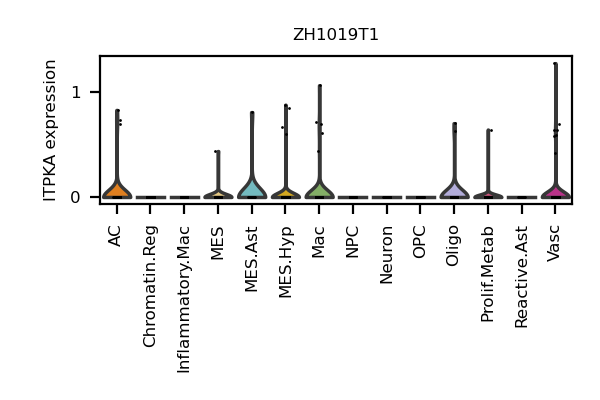 ZH1019T1
ITPKA expression
1
0
AC
Chromatin.Reg
Inflammatory.Mac
MES
MES.Ast
MES.Hyp
Mac
NPC
Neuron
OPC
Oligo
Prolif.Metab
Reactive.Ast
Vasc